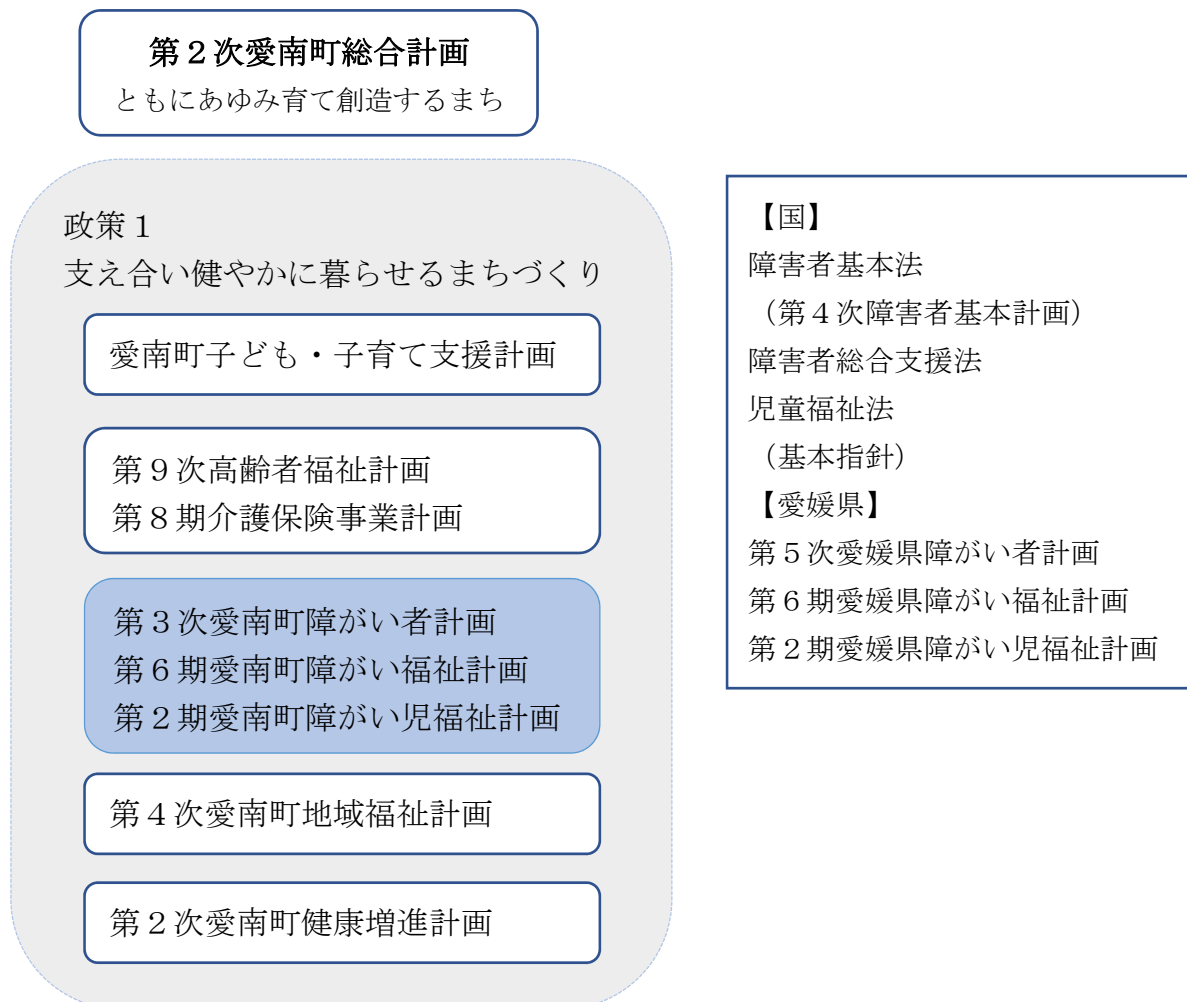 第２次愛南町総合計画
ともにあゆみ育て創造するまち
政策１
支え合い健やかに暮らせるまちづくり
愛南町子ども・子育て支援計画
第９次高齢者福祉計画
第８期介護保険事業計画
第３次愛南町障がい者計画
第６期愛南町障がい福祉計画
第２期愛南町障がい児福祉計画
第４次愛南町地域福祉計画
第２次愛南町健康増進計画
【国】
障害者基本法
（第４次障害者基本計画）
障害者総合支援法
児童福祉法
（基本指針）
【愛媛県】
第５次愛媛県障がい者計画
第６期愛媛県障がい福祉計画
第２期愛媛県障がい児福祉計画